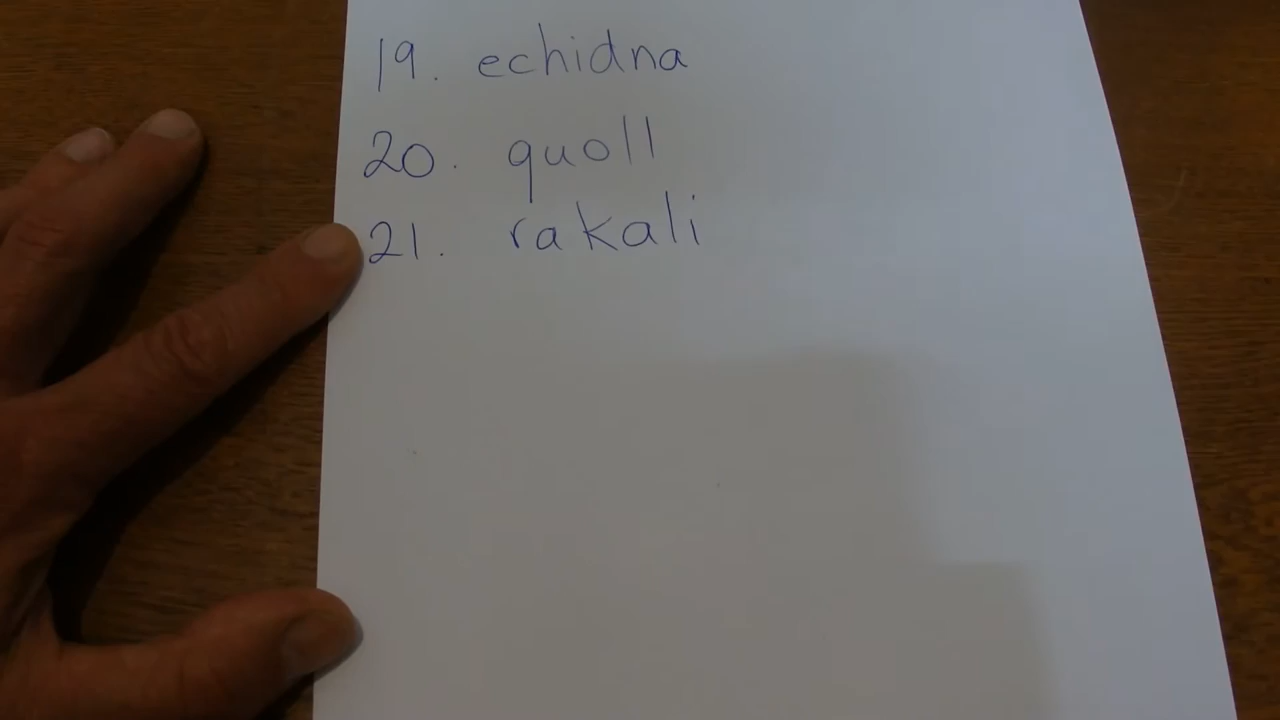 19. echidna
20. quoll
21. rakali